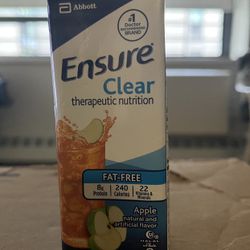 Abbott
#1
Doctor
RECOMMENDED
BRAND
Ensure
Clear
therapeutic nutrition
FAT-FREE
8g
Protein
240
Calories
22
Vitamins &
Minerals
Apple
natural and
artificial flavor